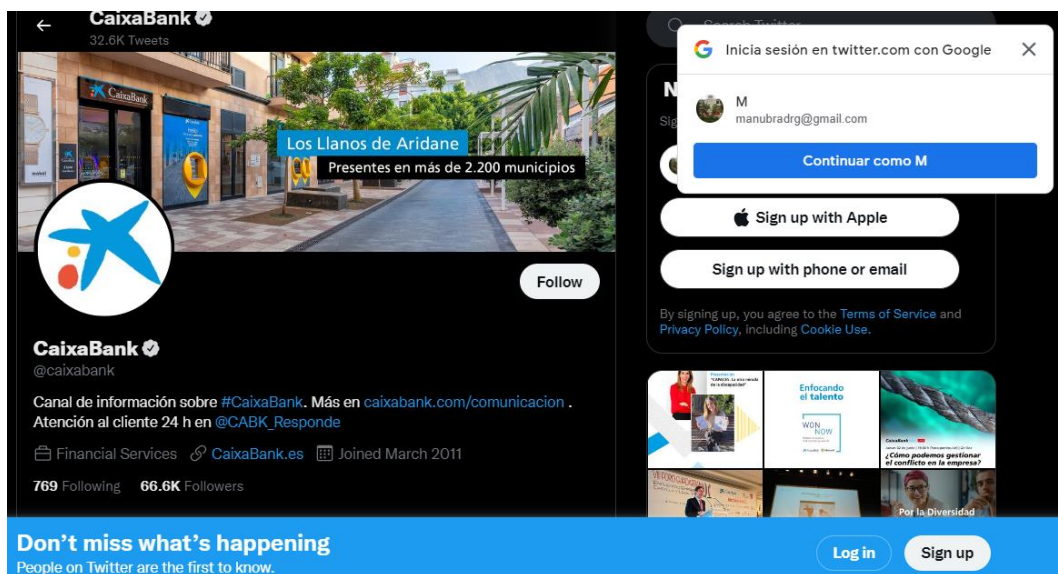 CaixaBank
32.6K Tweets
CaixaBank
Los Llanos de Aridane
Presentes en más de 2.200 municipios
Follow
CaixaBank
@caixabank
Canal de información sobre #CaixaBank. Más en caixabank.com/comunicacion .
Atención al cliente 24 h en @CABK_Responde
Financial Services CaixaBank.es Joined March 2011
769 Following 66.6K Followers
Search Twitter
Inicia sesión en twitter.com con Google
M
manubradrg@gmail.com
Continuar como M
Sign up with Apple
Sign up with phone or email
By signing up, you agree to the Terms of Service and
Privacy Policy, including Cookie Use.
Enfocando
el talento
WON
NOW
CaixaBank
¿Cómo podemos gestionar
el conflicto en la empresa?
Por la Diversidad
Don't miss what's happening
People on Twitter are the first to know.
Log in
Sign up